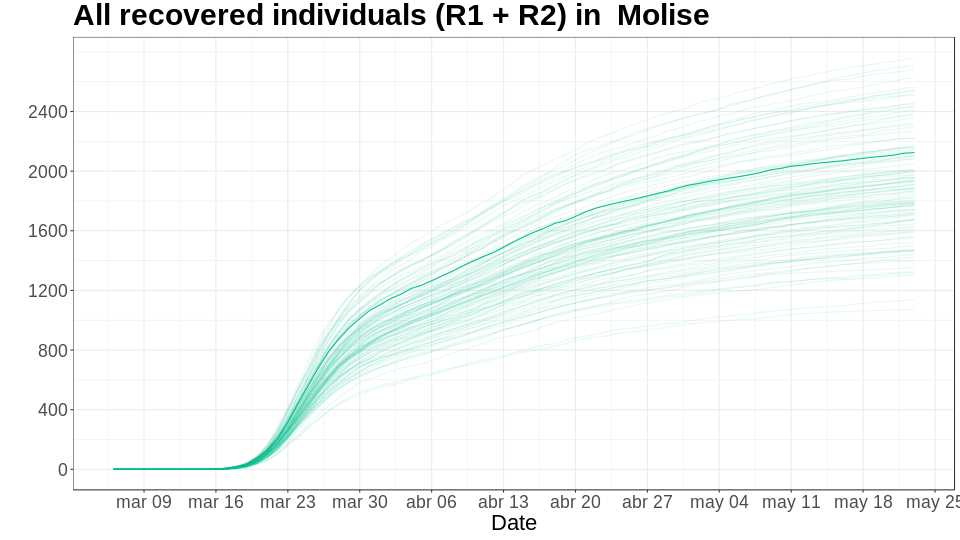 All recovered individuals (R1 + R2) in  Molise
2400
2000
1600
1200
800
400
0
mar 09 mar 16 mar 23 mar 30 abr 06 abr 13 abr 20 abr 27 may 04 may 11 may 18 may 25
Date